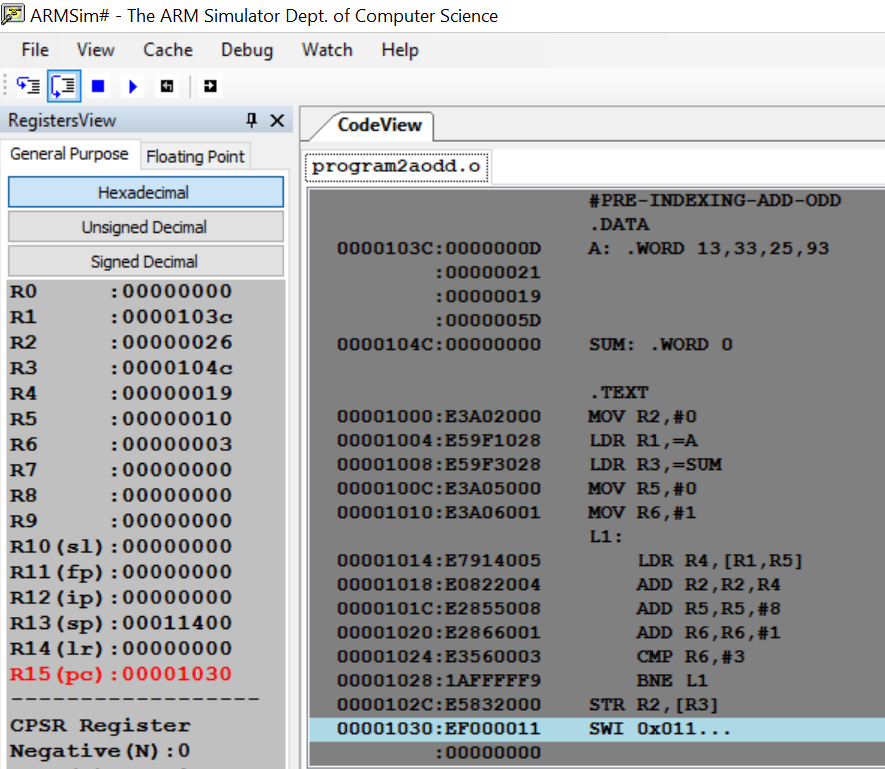 ARMSim# - The ARM Simulator Dept. of Computer Science
File View Cache Debug Watch Help
RegistersView
General Purpose Floating Point
Hexadecimal
Unsigned Decimal
Signed Decimal
R0 :00000000
R1 :0000103c
R2 :00000026
R3 :0000104c
R4 :00000019
R5 :00000010
R6 :00000003
R7 :00000000
R8 :00000000
R9 :00000000
R10(sl):00000000
R11(fp):00000000
R12(ip):00000000
R13(sp):00011400
R14(lr):00000000
R15(pc):00001030
--------------------
CPSR Register
Negative(N):0
CodeView
program2aodd.o
#PRE-INDEXING-ADD-ODD
.DATA
0000103C:0000000D A: .WORD 13,33,25,93
:00000021
:00000019
:0000005D
0000104C:00000000 SUM: .WORD 0
.TEXT
00001000:E3A02000 MOV R2,#0
00001004:E59F1028 LDR R1,=A
00001008:E59F3028 LDR R3,=SUM
0000100C:E3A05000 MOV R5,#0
00001010:E3A06001 MOV R6,#1
L1:
00001014:E7914005 LDR R4,[R1,R5]
00001018:E0822004 ADD R2,R2,R4
0000101C:E2855008 ADD R5,R5,#8
00001020:E2866001 ADD R6,R6,#1
00001024:E3560003 CMP R6,#3
00001028:1AFFFFF9 BNE L1
0000102C:E5832000 STR R2,[R3]
00001030:EF000011 SWI 0x011...
:00000000